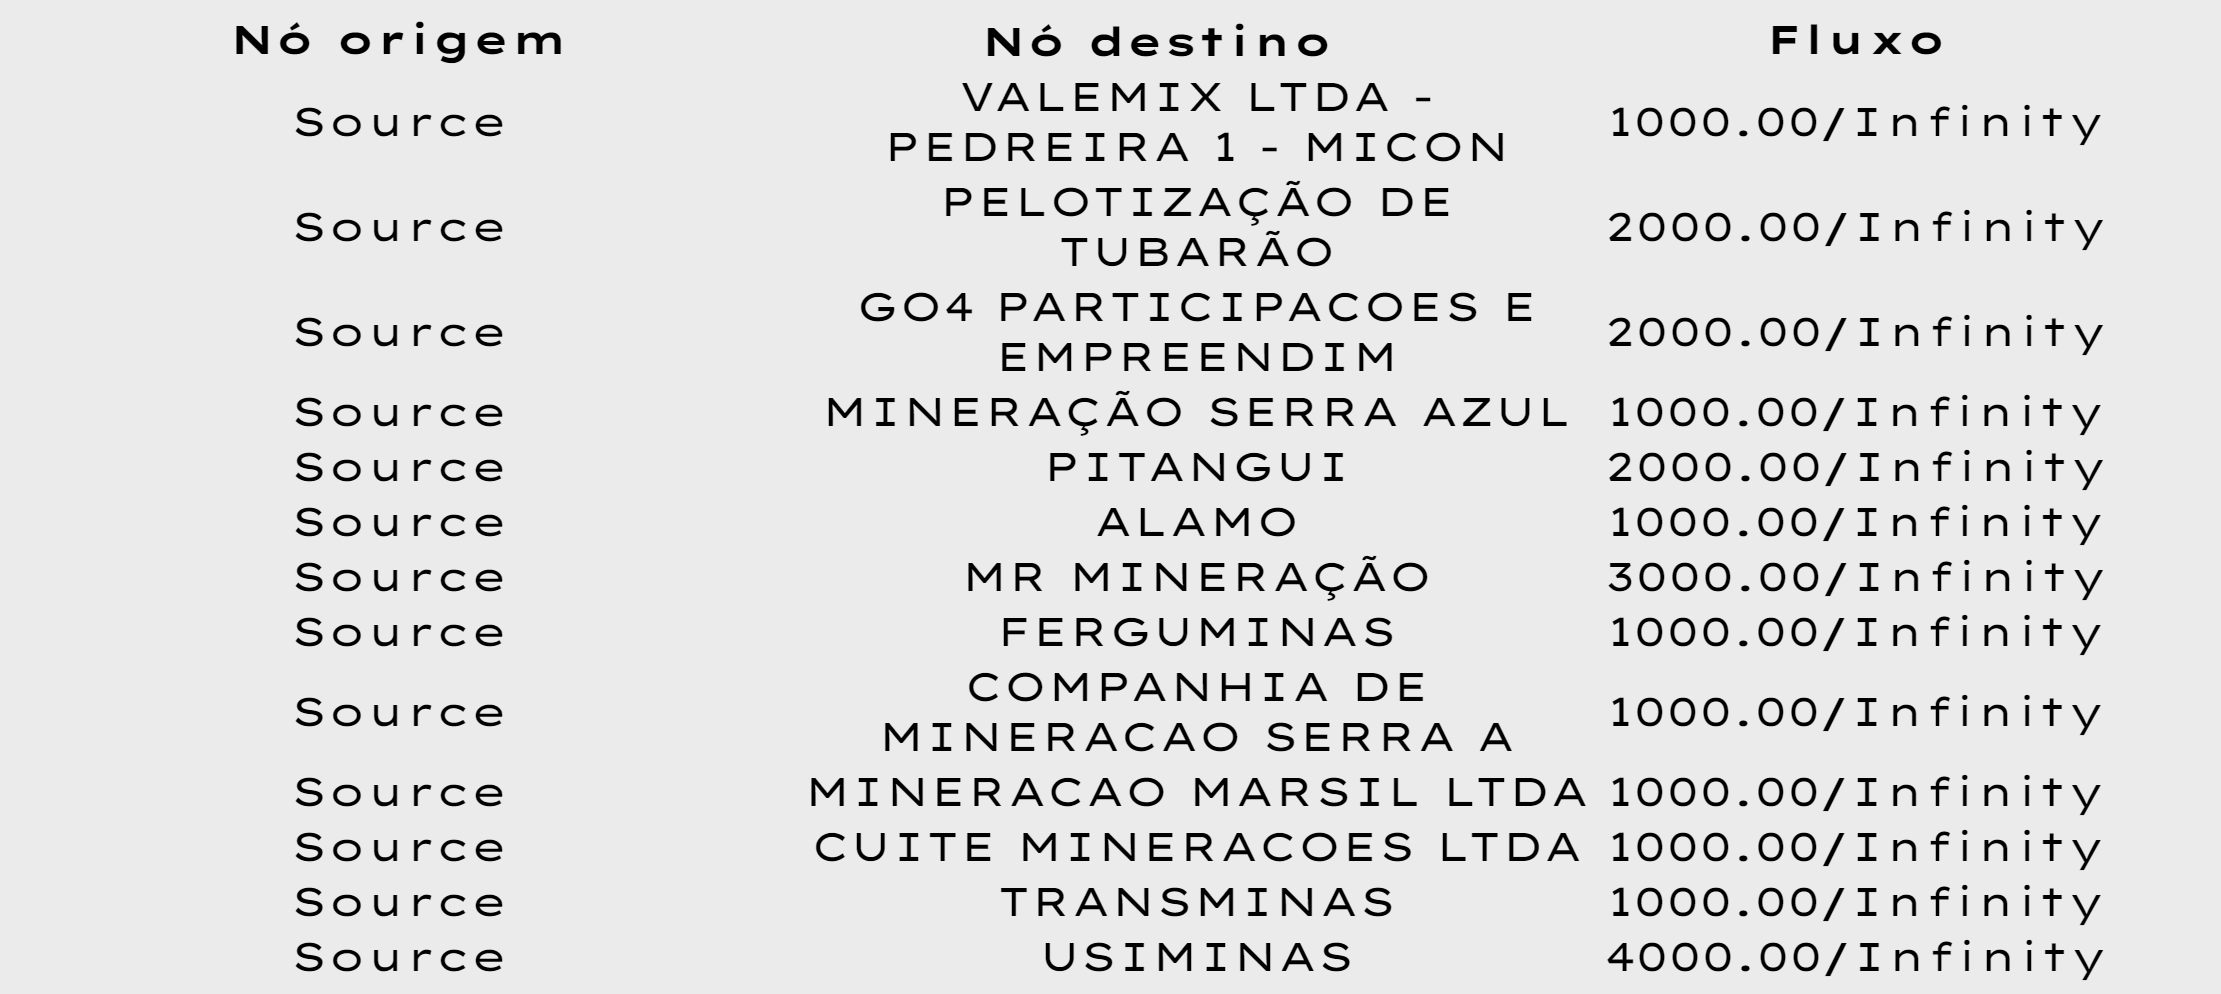 Nó origem Nó destino Fluxo
Source VALEMIX LTDA - 1000.00/Infinity
PEDREIRA 1 - MICON
Source PELOTIZAÇÃO DE 2000.00/Infinity
TUBARÃO
Source GO4 PARTICIPACOES E 2000.00/Infinity
EMPREENDIM
Source MINERAÇÃO SERRA AZUL 1000.00/Infinity
Source PITANGUI 2000.00/Infinity
Source ALAMO 1000.00/Infinity
Source MR MINERAÇÃO 3000.00/Infinity
Source FERGUMINAS 1000.00/Infinity
Source COMPANHIA DE 1000.00/Infinity
MINERACAO SERRA A
Source MINERACAO MARSIL LTDA 1000.00/Infinity
Source CUITE MINERACOES LTDA 1000.00/Infinity
Source TRANSMINAS 1000.00/Infinity
Source USIMINAS 4000.00/Infinity